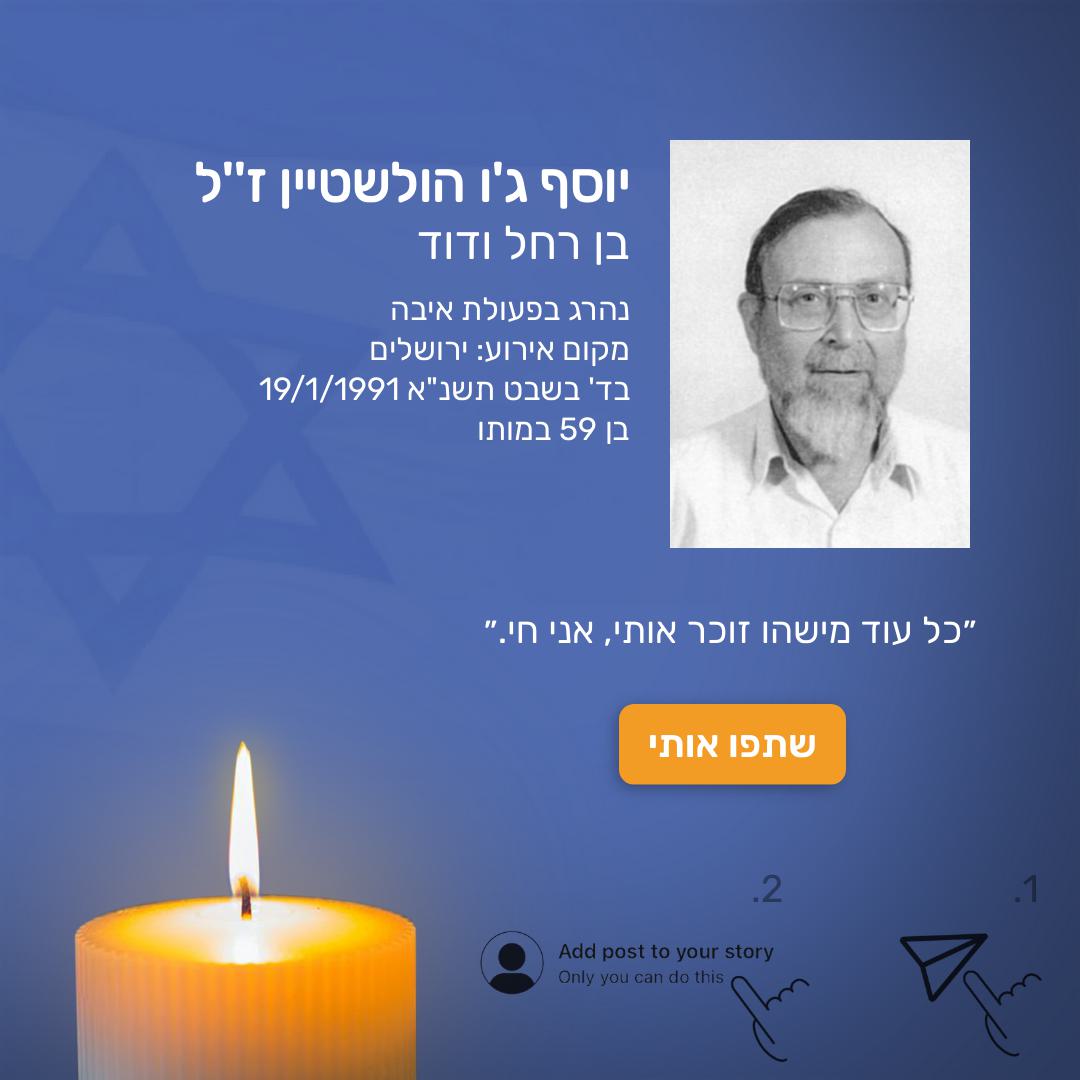 יוסף ג'ו הולשטיין ז"ל
בן רחל ודוד
נהרג בפעולת איבה
מקום אירוע: ירושלים
בד' בשבט תשנ"א 19/1/1991
בן 59 במותו
״כל עוד מישהו זוכר אותי, אני חי.״
שתפו אותי
1.
2.
Add post to your story
Only you can do this